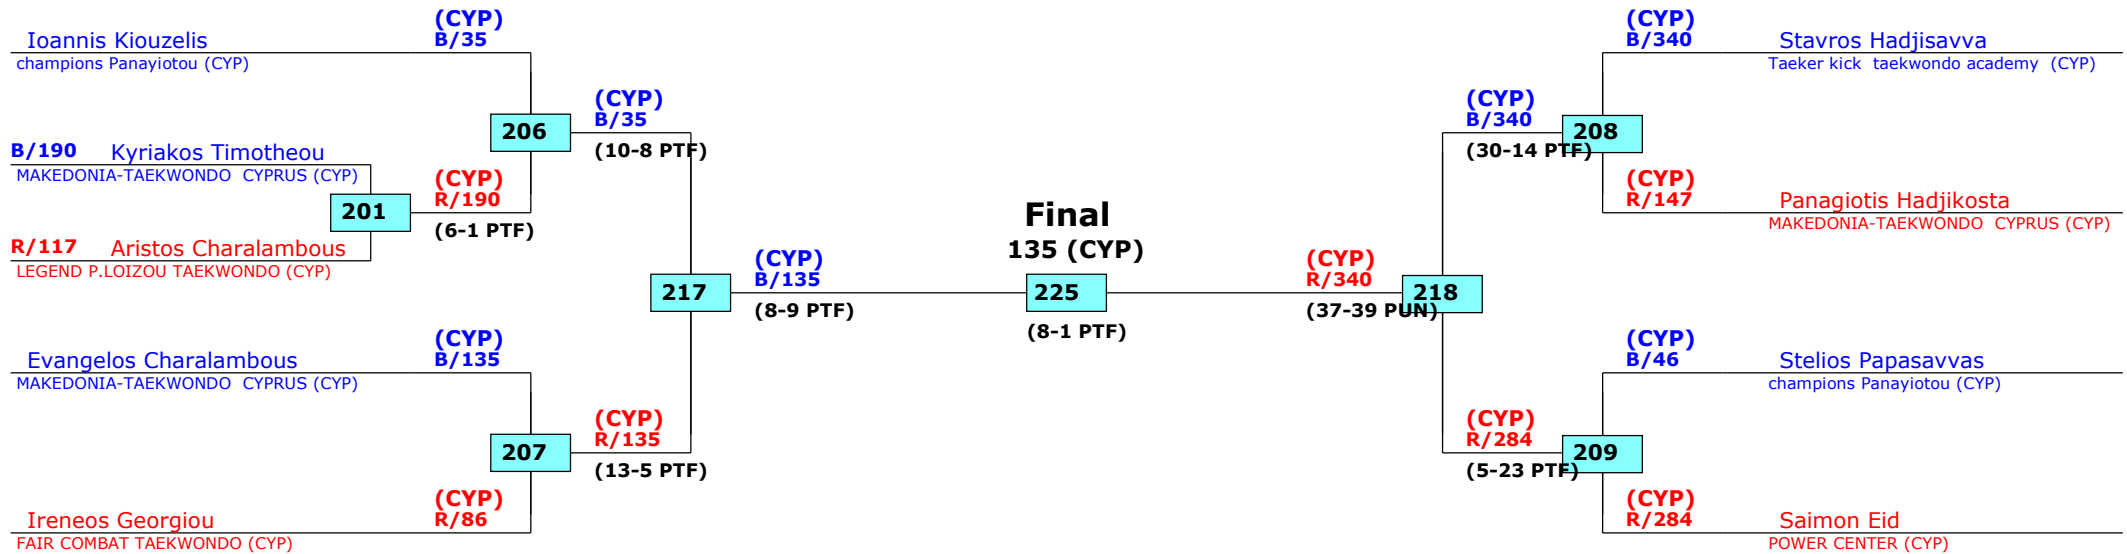 (CYP)
B/35
Ioannis Kiouzelis
champions Panayiotou (CYP)
206
(CYP)
B/35
(10-8 PTF)
B/190 Kyriakos Timotheou
MAKEDONIA-TAEKWONDO CYPRUS (CYP)
201
(CYP)
R/190
(6-1 PTF)
R/117 Aristos Charalambous
LEGEND P.LOIZOU TAEKWONDO (CYP)
217
(CYP)
B/135
(8-9 PTF)
(CYP)
B/135
Evangelos Charalambous
MAKEDONIA-TAEKWONDO CYPRUS (CYP)
207
(CYP)
R/135
(13-5 PTF)
(CYP)
R/86
Ireneos Georgiou
FAIR COMBAT TAEKWONDO (CYP)
Final
135 (CYP)
225
(8-1 PTF)
(CYP)
R/340
(37-39 PUN)
218
(CYP)
B/340
(30-14 PTF)
208
(CYP)
B/340
Stavros Hadjisavva
Taeker kick taekwondo academy (CYP)
(CYP)
R/147
Panagiotis Hadjikosta
MAKEDONIA-TAEKWONDO CYPRUS (CYP)
(CYP)
R/284
(5-23 PTF)
209
(CYP)
B/46
Stelios Papasavvas
champions Panayiotou (CYP)
(CYP)
R/284
Saimon Eid
POWER CENTER (CYP)